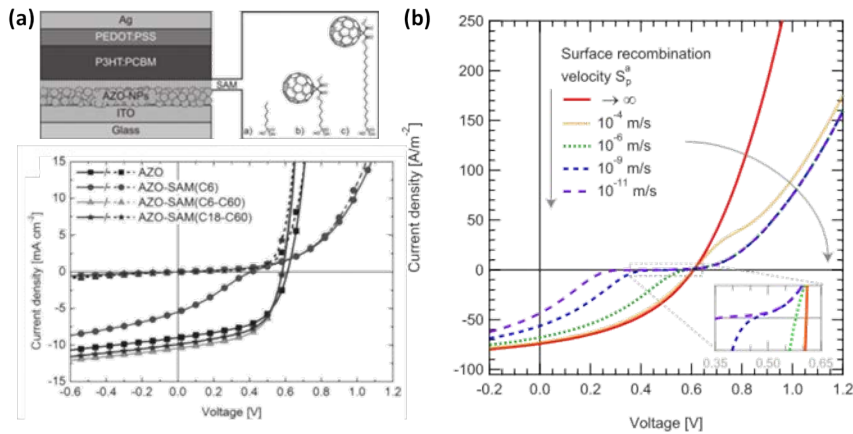 (a)
Ag
PEDOT:PSS
P3HT:PCBM
SAM
AZO-NPs
ITO
Glass
a)
b)
c)
15
10
5
0
-5
-10
-15
Current density [mA cm⁻²]
AZO
AZO-SAM(C6)
AZO-SAM(C6-C60)
AZO-SAM(C18-C60)
-0.6 -0.4 -0.2 0.0 0.2 0.4 0.6 0.8 1.0 1.2
Voltage [V]
(b)
250
200
150
100
50
0
-50
-100
Current density [A/m⁻²]
Surface recombination
velocity Sₚᵃ
→ ∞
10⁻⁴ m/s
10⁻⁶ m/s
10⁻⁹ m/s
10⁻¹¹ m/s
0.35 0.50 0.65
-0.2 0.0 0.2 0.4 0.6 0.8 1.0 1.2
Voltage [V]